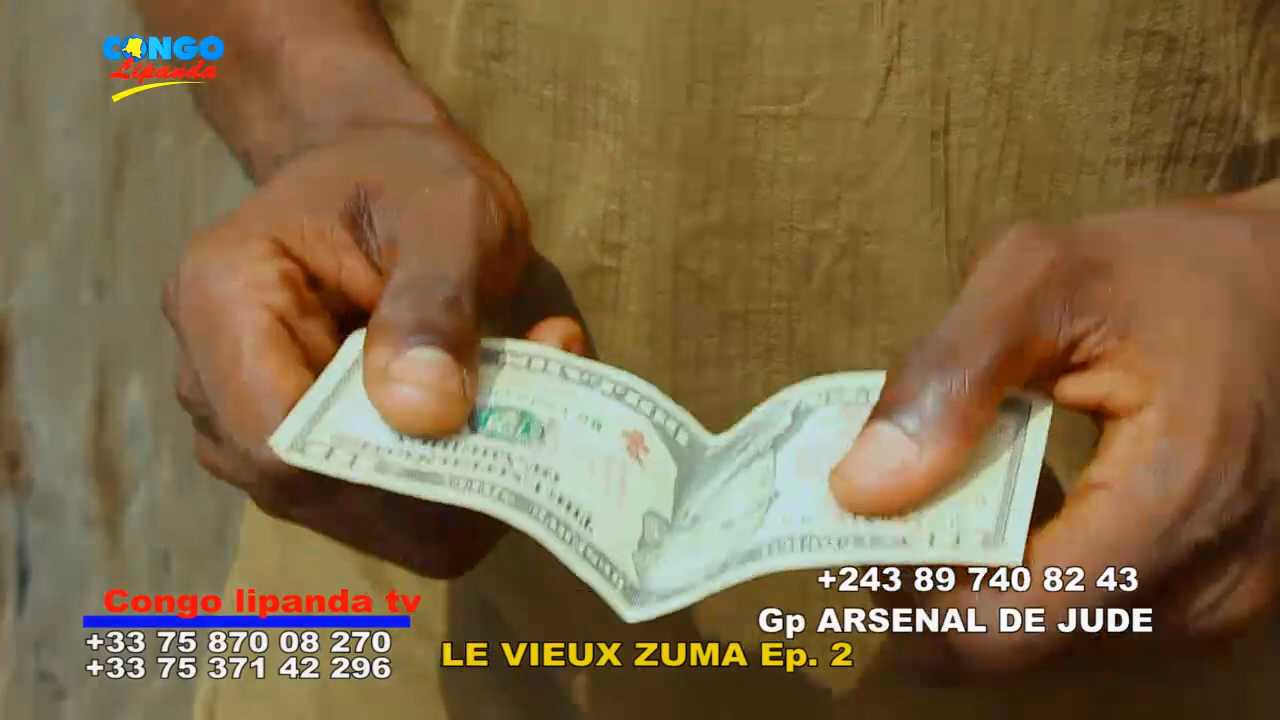 CONGO
Lipanda
Congo lipanda tv
+33 75 870 08 270
+33 75 371 42 296
+243 89 740 82 43
Gp ARSENAL DE JUDE
LE VIEUX ZUMA Ep. 2